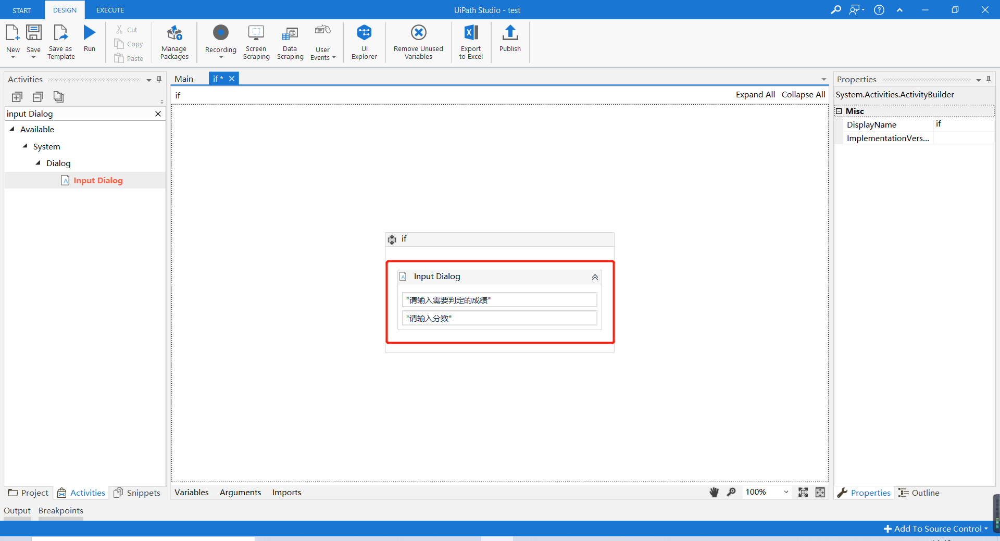 START
DESIGN
EXECUTE
UiPath Studio - test
New
Save
Save as
Template
Run
Cut
Copy
Paste
Manage
Packages
Recording
Screen
Scraping
Data
Scraping
User
Events
UI
Explorer
Remove Unused
Variables
Export
to Excel
Publish
Activities
input Dialog
Available
System
Dialog
Input Dialog
Main
if *
if
Expand All
Collapse All
if
Input Dialog
"请输入需要判定的成绩"
"请输入分数"
Properties
System.Activities.ActivityBuilder
Misc
DisplayName
if
ImplementationVers...
Project
Activities
Snippets
Variables
Arguments
Imports
100%
Properties
Outline
Output
Breakpoints
Add To Source Control